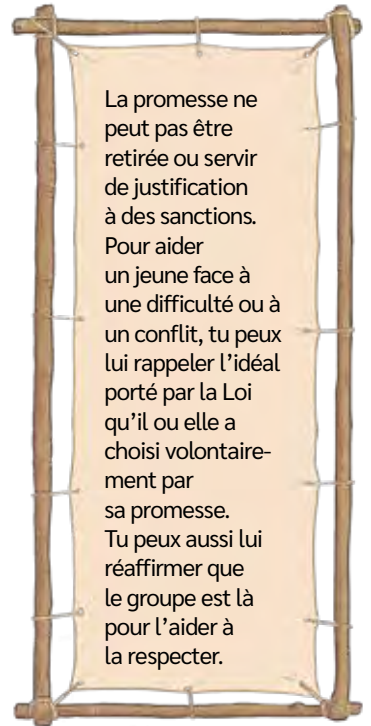 La promesse ne
peut pas être
retirée ou servir
de justification
à des sanctions.
Pour aider
un jeune face à
une difficulté ou à
un conflit, tu peux
lui rappeler l’idéal
porté par la Loi
qu’il ou elle a
choisi volontaire-
ment par
sa promesse.
Tu peux aussi lui
réaffirmer que
le groupe est là
pour l’aider à
la respecter.